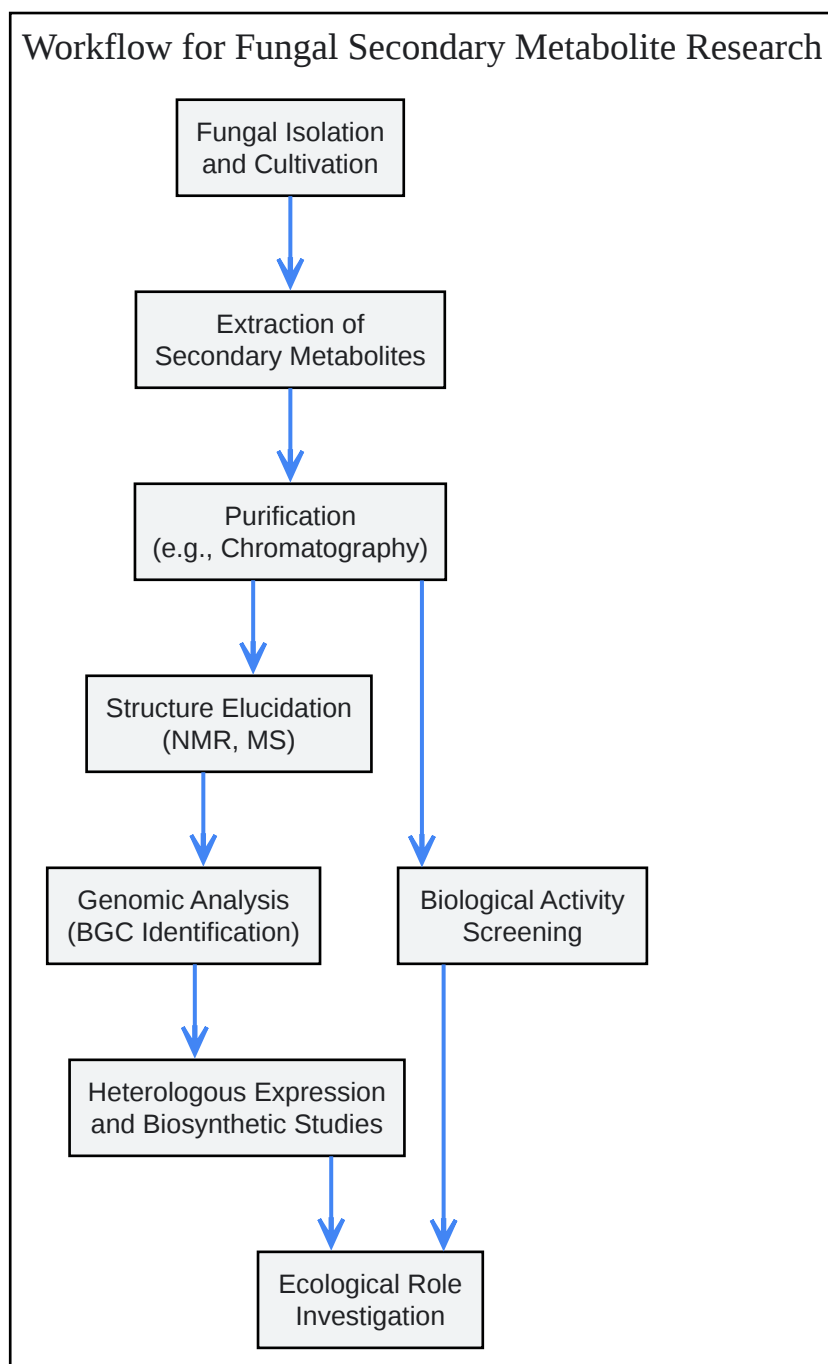 Workflow for Fungal Secondary Metabolite Research
Fungal Isolation
and Cultivation
Extraction of
Secondary Metabolites
Purification
(e.g., Chromatography)
Structure Elucidation
(NMR, MS)
Genomic Analysis
(BGC Identification)
Biological Activity
Screening
Heterologous Expression
and Biosynthetic Studies
Ecological Role
Investigation